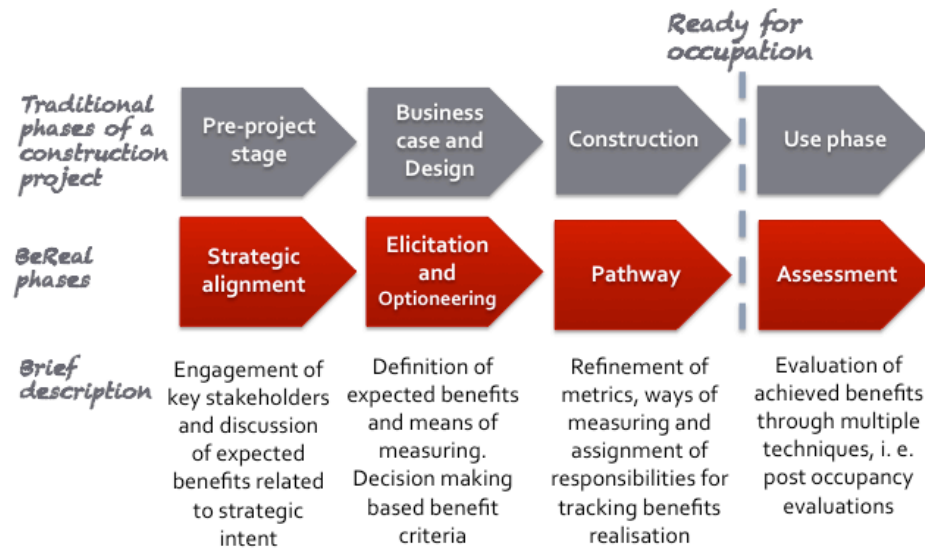 Ready for
occupation
Traditional
phases of a
construction
project
Pre-project
stage
Business
case and
Design
Construction
Use phase
BeReal
phases
Strategic
alignment
Elicitation
and
Optioneering
Pathway
Assessment
Brief
description
Engagement of
key stakeholders
and discussion
of expected
benefits related
to strategic
intent
Definition of
expected benefits
and means of
measuring.
Decision making
based benefit
criteria
Refinement of
metrics, ways of
measuring and
assignment of
responsibilities for
tracking benefits
realisation
Evaluation of
achieved benefits
through multiple
techniques, i. e.
post occupancy
evaluations